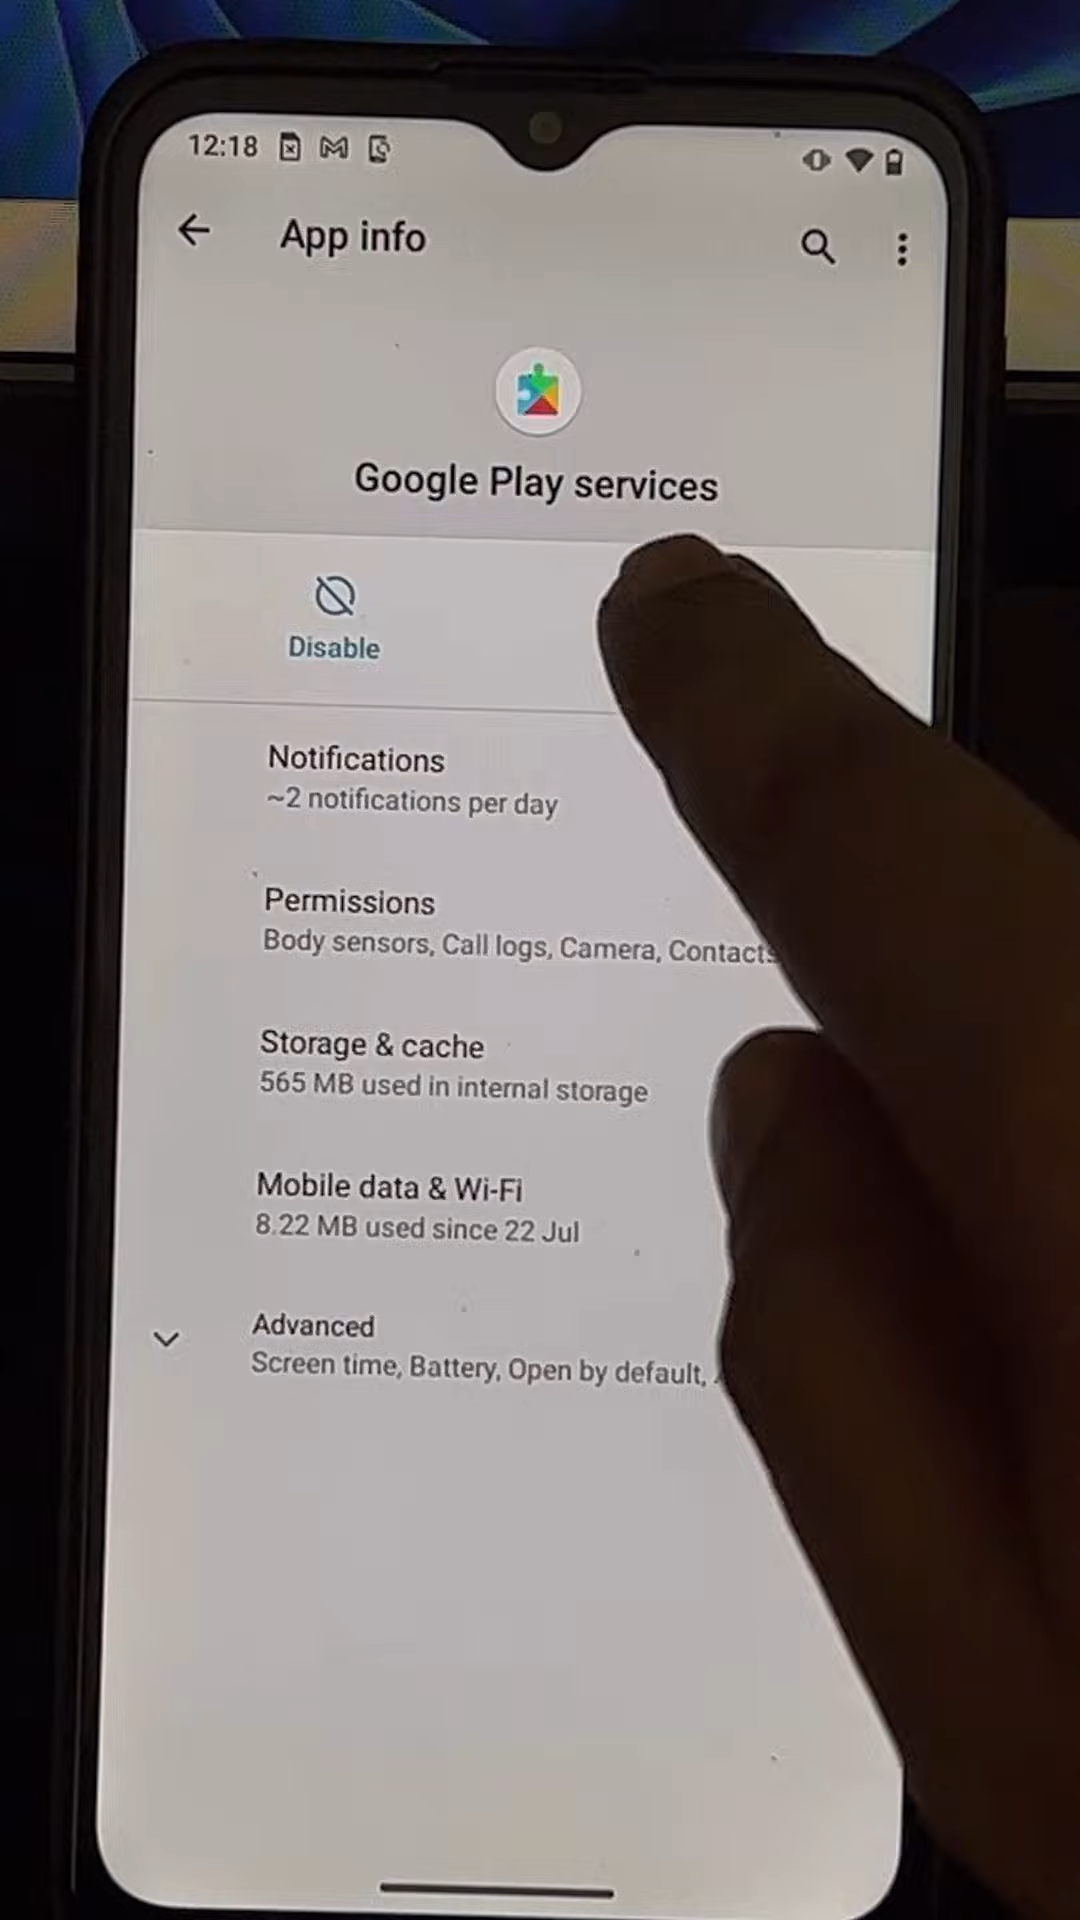 12:18
App info
Google Play services
Disable
Notifications
~2 notifications per day
Permissions
Body sensors, Call logs, Camera, Contacts
Storage & cache
565 MB used in internal storage
Mobile data & Wi-Fi
8.22 MB used since 22 Jul
Advanced
Screen time, Battery, Open by default,